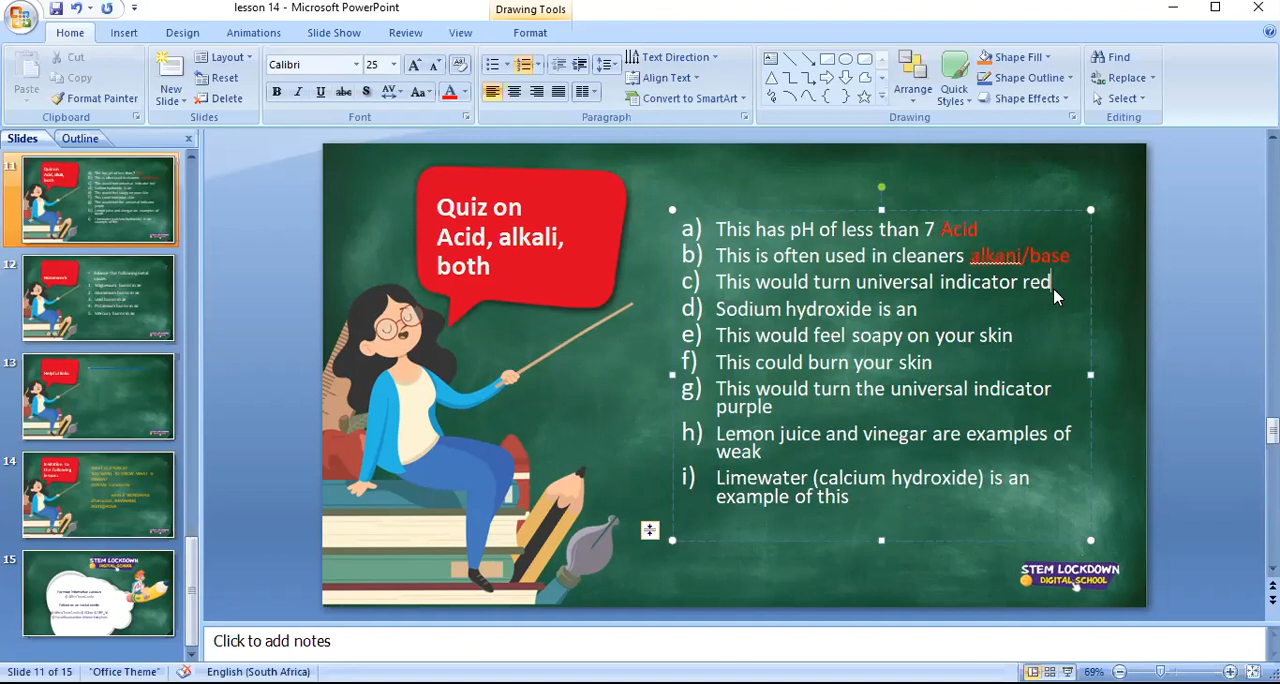 lesson 14 - Microsoft PowerPoint
Drawing Tools
Home Insert Design Animations Slide Show Review View Format
Cut
Copy
Format Painter
Paste
Clipboard
New Slide
Layout
Reset
Delete
Slides
Calibri 25
B I U abc S AV Aa A
Font
Text Direction
Align Text
Convert to SmartArt
Paragraph
Arrange
Quick Styles
Shape Fill
Shape Outline
Shape Effects
Drawing
Find
Replace
Select
Editing
Slides Outline
11
12
13
14
15
Quiz on
Acid, alkali,
both
a) This has pH of less than 7 Acid
b) This is often used in cleaners alkani/base
c) This would turn universal indicator red
d) Sodium hydroxide is an
e) This would feel soapy on your skin
f) This could burn your skin
g) This would turn the universal indicator
purple
h) Lemon juice and vinegar are examples of
weak
i) Limewater (calcium hydroxide) is an
example of this
STEM LOCKDOWN
DIGITAL SCHOOL
Click to add notes
Slide 11 of 15 "Office Theme" English (South Africa) 69%